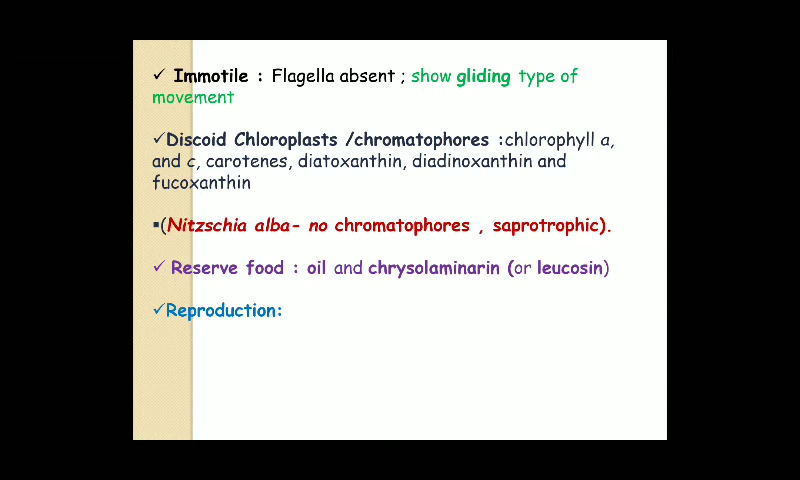 ✓ Immotile : Flagella absent ; show gliding type of
movement
✓Discoid Chloroplasts /chromatophores :chlorophyll a,
and c, carotenes, diatoxanthin, diadinoxanthin and
fucoxanthin
▪(Nitzschia alba- no chromatophores , saprotrophic).
✓ Reserve food : oil and chrysolaminarin (or leucosin)
✓Reproduction: